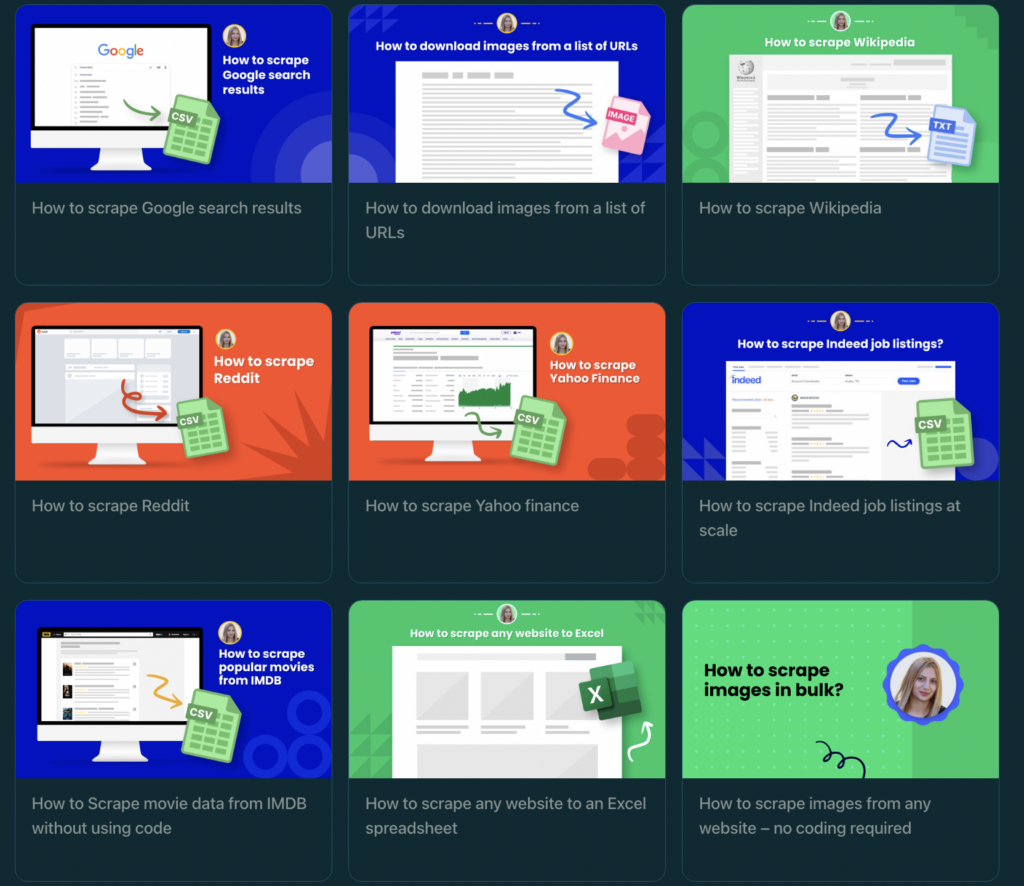 Google
How to scrape
Google search
results
CSV
How to scrape Google search results
How to download images from a list of URLs
IMAGE
How to download images from a list of
URLs
How to scrape Wikipedia
WIKIPEDIA
TXT
How to scrape Wikipedia
How to scrape
Reddit
CSV
How to scrape Reddit
How to scrape
Yahoo Finance
CSV
How to scrape Yahoo finance
How to scrape Indeed job listings?
indeed
Find Jobs
CSV
How to scrape Indeed job listings at
scale
How to scrape
popular movies
from IMDB
CSV
How to Scrape movie data from IMDB
without using code
How to scrape any website to Excel
X
How to scrape any website to an Excel
spreadsheet
How to scrape
images in bulk?
How to scrape images from any
website – no coding required